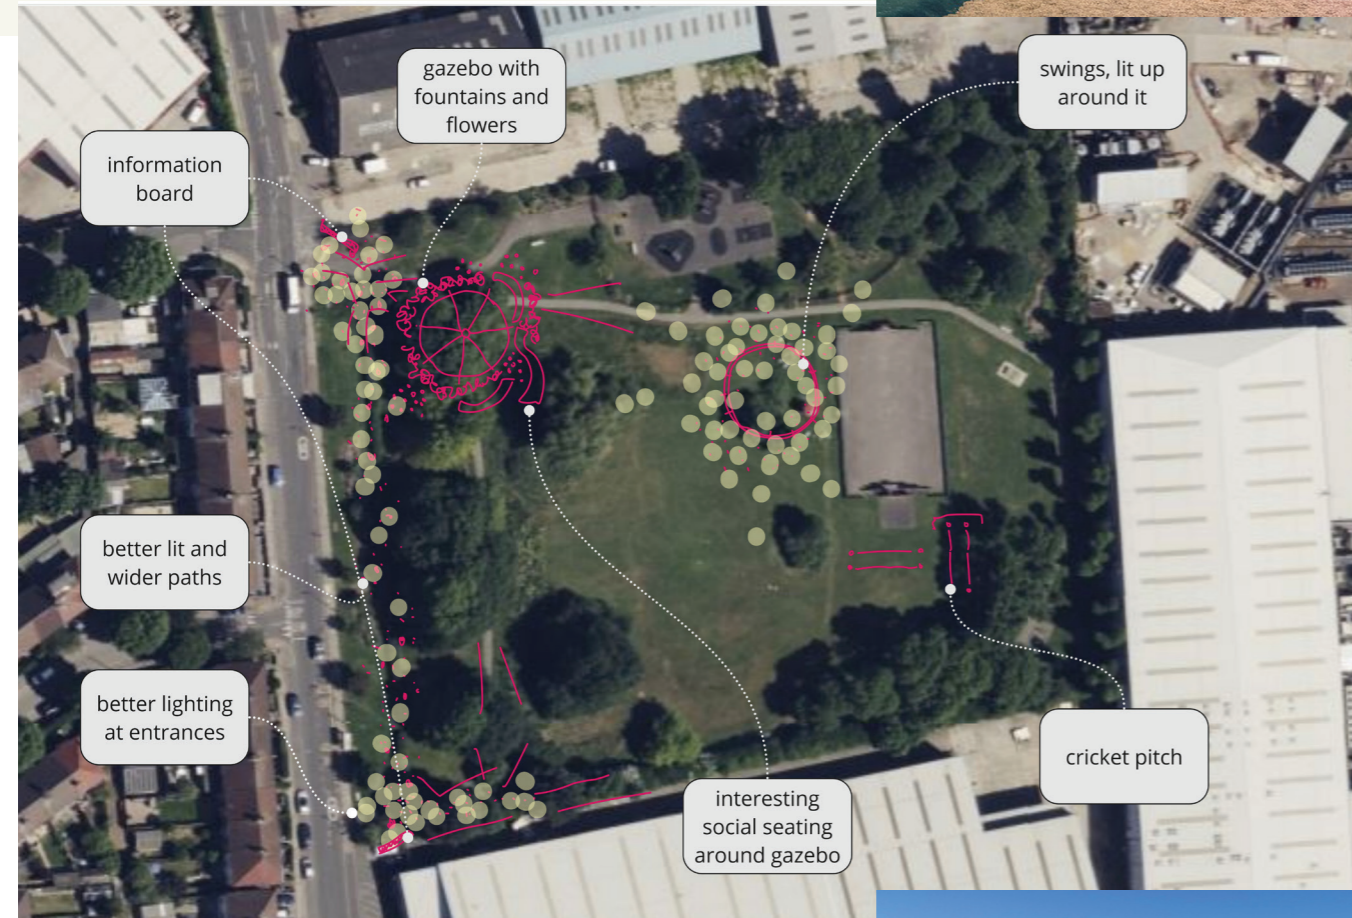 gazebo with
fountains and
flowers
swings, lit up
around it
information
board
better lit and
wider paths
better lighting
at entrances
cricket pitch
interesting
social seating
around gazebo